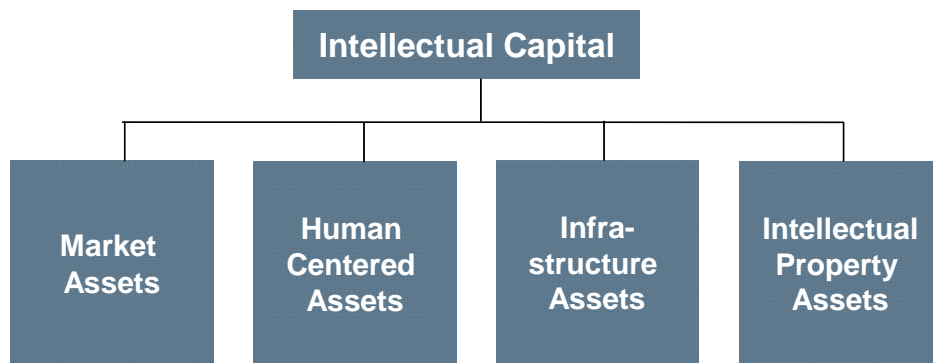 Intellectual Capital
Market
Assets
Human
Centered
Assets
Infra-
structure
Assets
Intellectual
Property
Assets